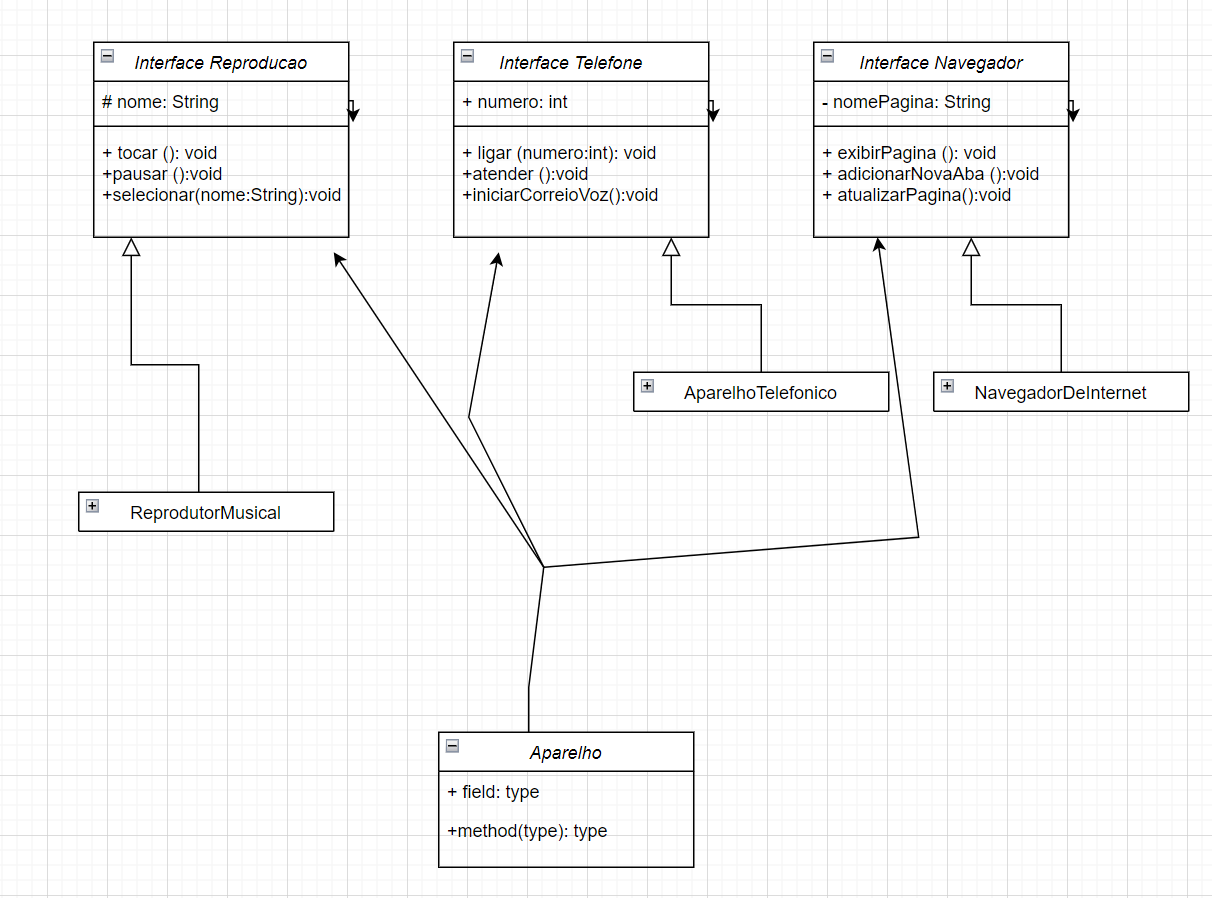 Interface Reproducao
# nome: String
+ tocar (): void
+pausar ():void
+selecionar(nome:String):void
Interface Telefone
+ numero: int
+ ligar (numero:int): void
+atender ():void
+iniciarCorreioVoz():void
Interface Navegador
- nomePagina: String
+ exibirPagina (): void
+ adicionarNovaAba ():void
+ atualizarPagina():void
AparelhoTelefonico
NavegadorDeInternet
ReprodutorMusical
Aparelho
+ field: type
+method(type): type